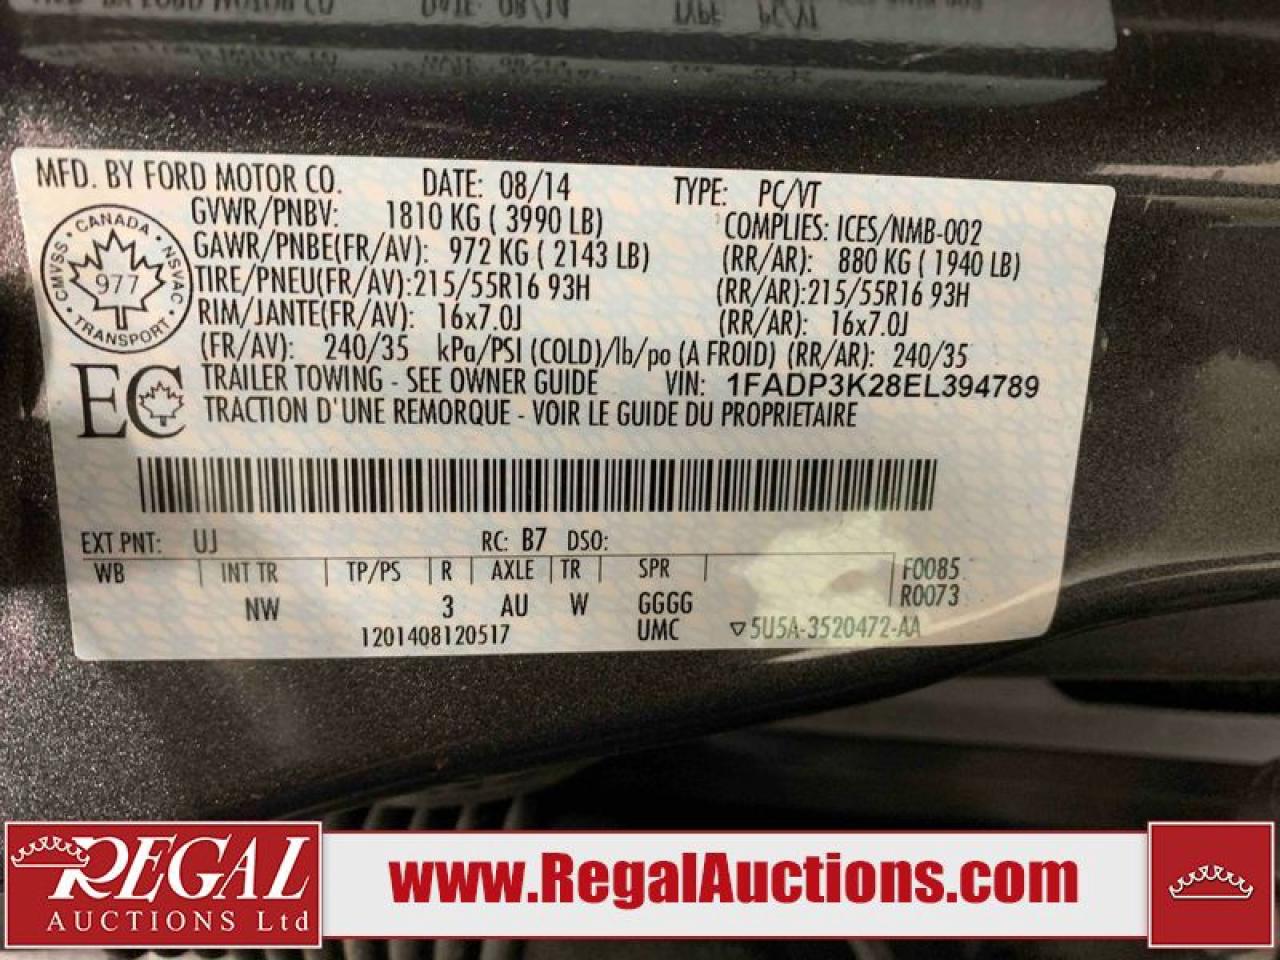 MFD. BY FORD MOTOR CO. DATE: 08/14 TYPE: PC/VT
GVWR/PNBV: 1810 KG ( 3990 LB) COMPLIES: ICES/NMB-002
GAWR/PNBE(FR/AV): 972 KG ( 2143 LB) (RR/AR): 880 KG ( 1940 LB)
TIRE/PNEU(FR/AV):215/55R16 93H (RR/AR):215/55R16 93H
RIM/JANTE(FR/AV): 16x7.0J (RR/AR): 16x7.0J
(FR/AV): 240/35 kPa/PSI (COLD)/lb/po (A FROID) (RR/AR): 240/35
TRAILER TOWING - SEE OWNER GUIDE VIN: 1FADP3K28EL394789
TRACTION D'UNE REMORQUE - VOIR LE GUIDE DU PROPRIETAIRE
CANADA
CMVSS · NSVAC
977
TRANSPORT
EC
EXT PNT: UJ RC: B7 DSO:
WB INT TR TP/PS R AXLE TR SPR F0085
NW 3 AU W GGGG R0073
1201408120517 UMC ▽5U5A-3520472-AA
REGAL
AUCTIONS Ltd
www.RegalAuctions.com